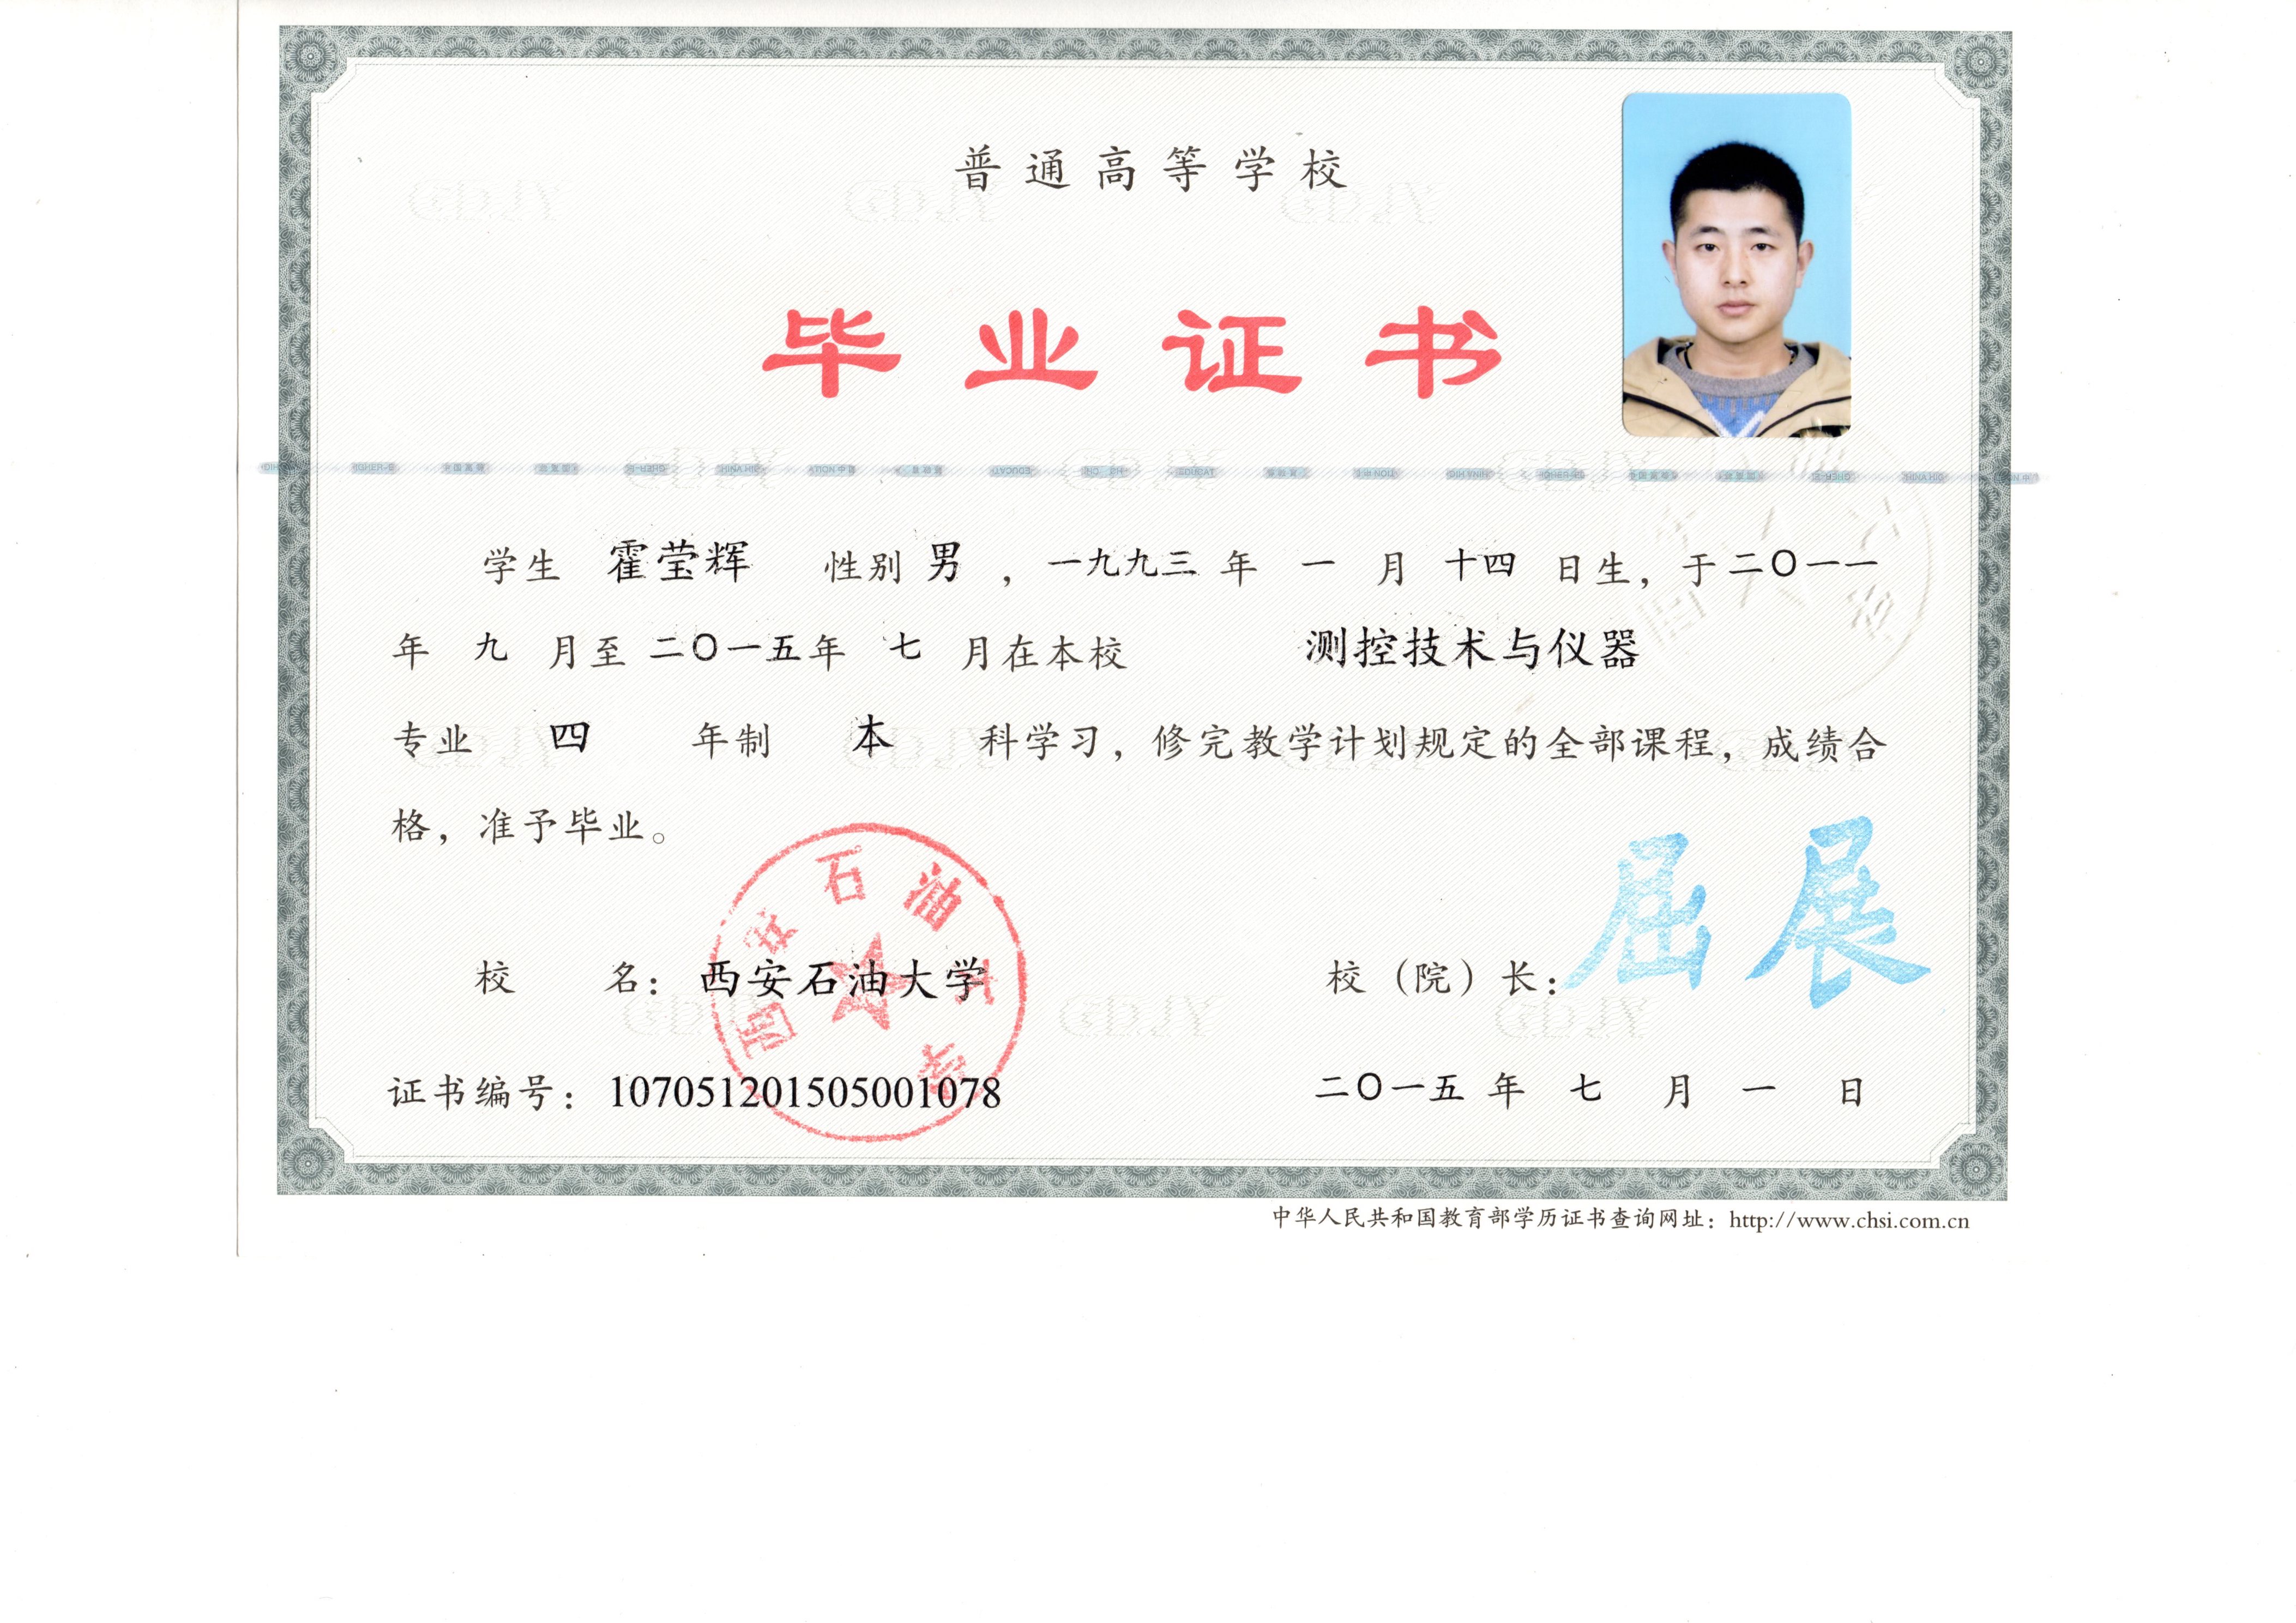 普通高等学校
毕业证书
学生 霍莹辉 性别 男 ，一九九三 年 一 月 十四 日生，于二〇一一
年 九 月至 二〇一五年 七 月在本校 测控技术与仪器
专业 四 年制 本 科学习，修完教学计划规定的全部课程，成绩合
格，准予毕业。
屈展
西安石油大学
校 名：西安石油大学 校（院）长：
证书编号：107051201505001078 二〇一五 年 七 月 一 日
中华人民共和国教育部学历证书查询网址：http://www.chsi.com.cn